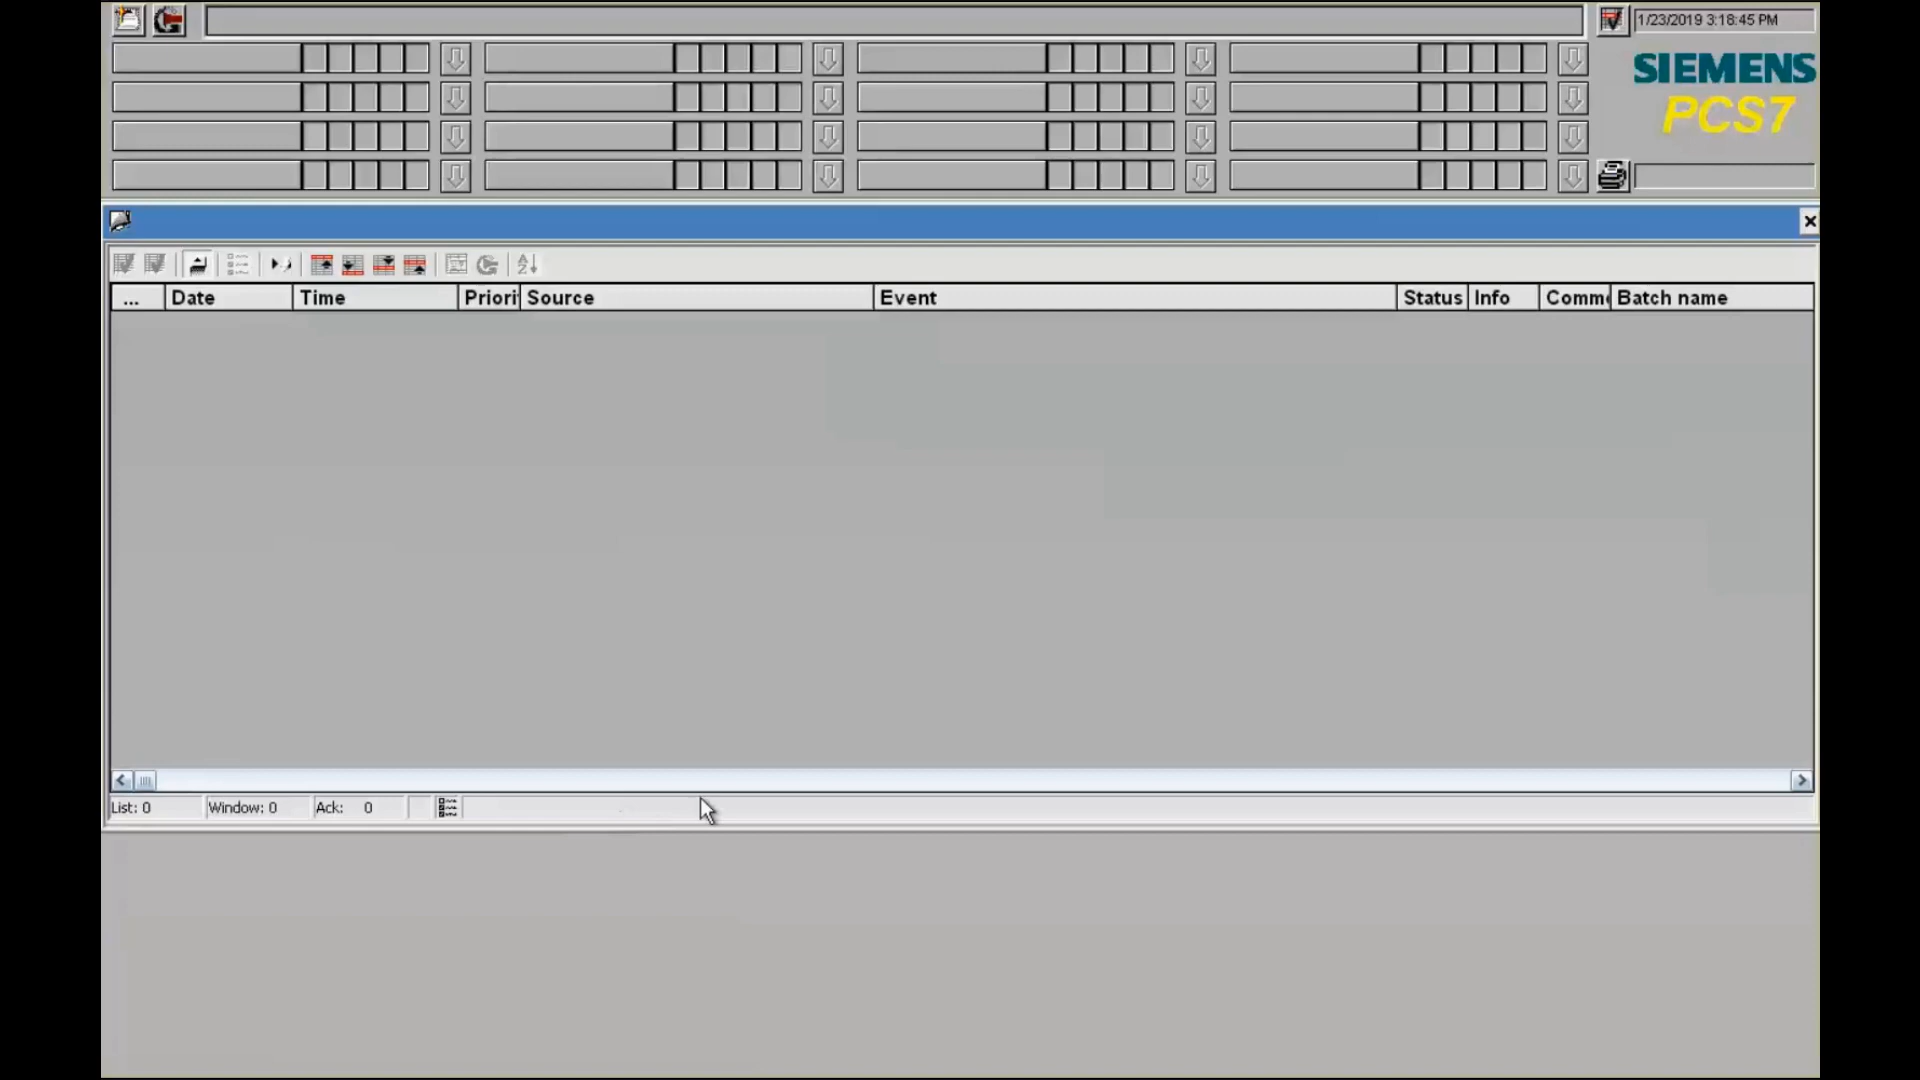 1/23/2019 3:18:45 PM
SIEMENS
PCS7
... Date Time Priori Source Event Status Info Comme Batch name
List: 0 Window: 0 Ack: 0